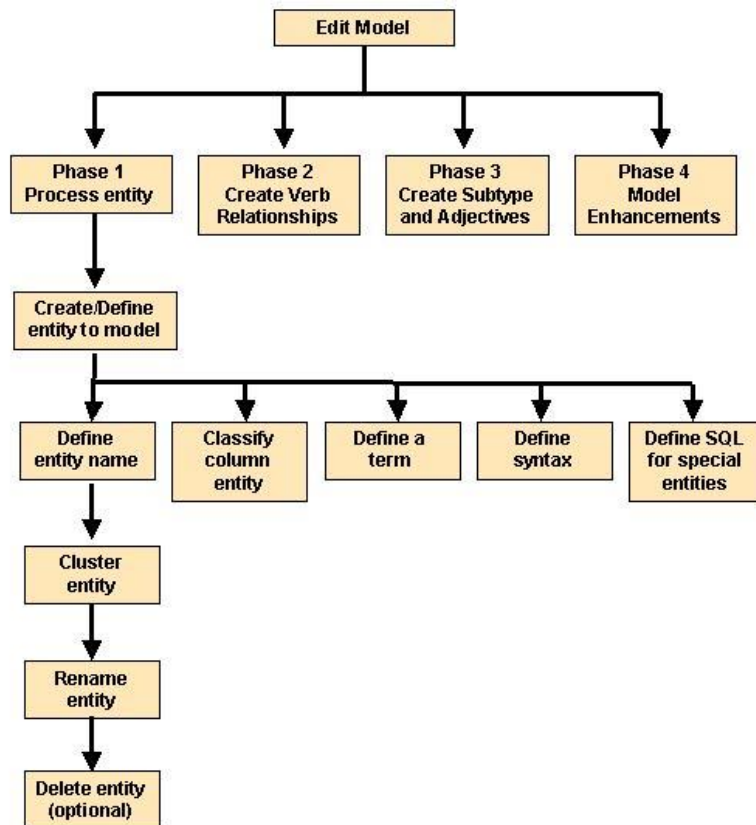 Edit Model
Phase 1
Process entity
Phase 2
Create Verb
Relationships
Phase 3
Create Subtype
and Adjectives
Phase 4
Model
Enhancements
Create/Define
entity to model
Define
entity name
Classify
column
entity
Define a
term
Define
syntax
Define SQL
for special
entities
Cluster
entity
Rename
entity
Delete entity
(optional)